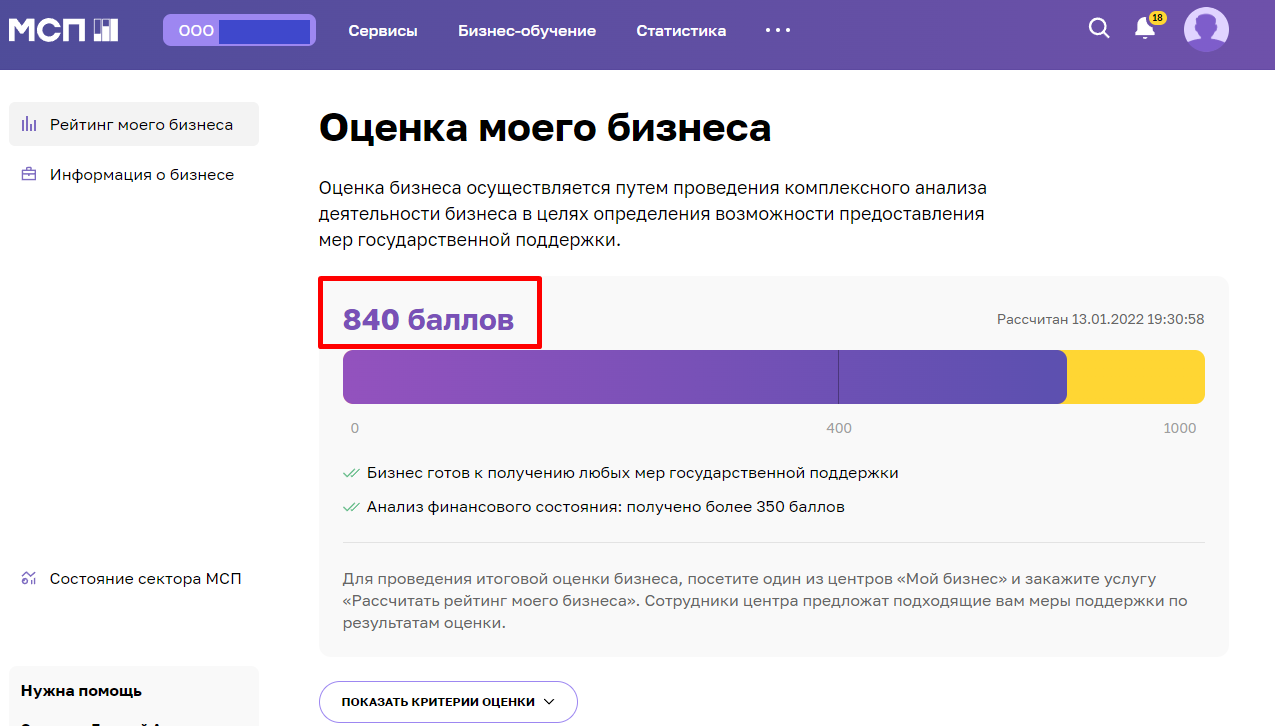 МСП
ООО
Сервисы
Бизнес-обучение
Статистика
18
Рейтинг моего бизнеса
Информация о бизнесе
Состояние сектора МСП
Нужна помощь
Оценка моего бизнеса
Оценка бизнеса осуществляется путем проведения комплексного анализа
деятельности бизнеса в целях определения возможности предоставления
мер государственной поддержки.
840 баллов
Рассчитан 13.01.2022 19:30:58
0
400
1000
Бизнес готов к получению любых мер государственной поддержки
Анализ финансового состояния: получено более 350 баллов
Для проведения итоговой оценки бизнеса, посетите один из центров «Мой бизнес» и закажите услугу
«Рассчитать рейтинг моего бизнеса». Сотрудники центра предложат подходящие вам меры поддержки по
результатам оценки.
ПОКАЗАТЬ КРИТЕРИИ ОЦЕНКИ